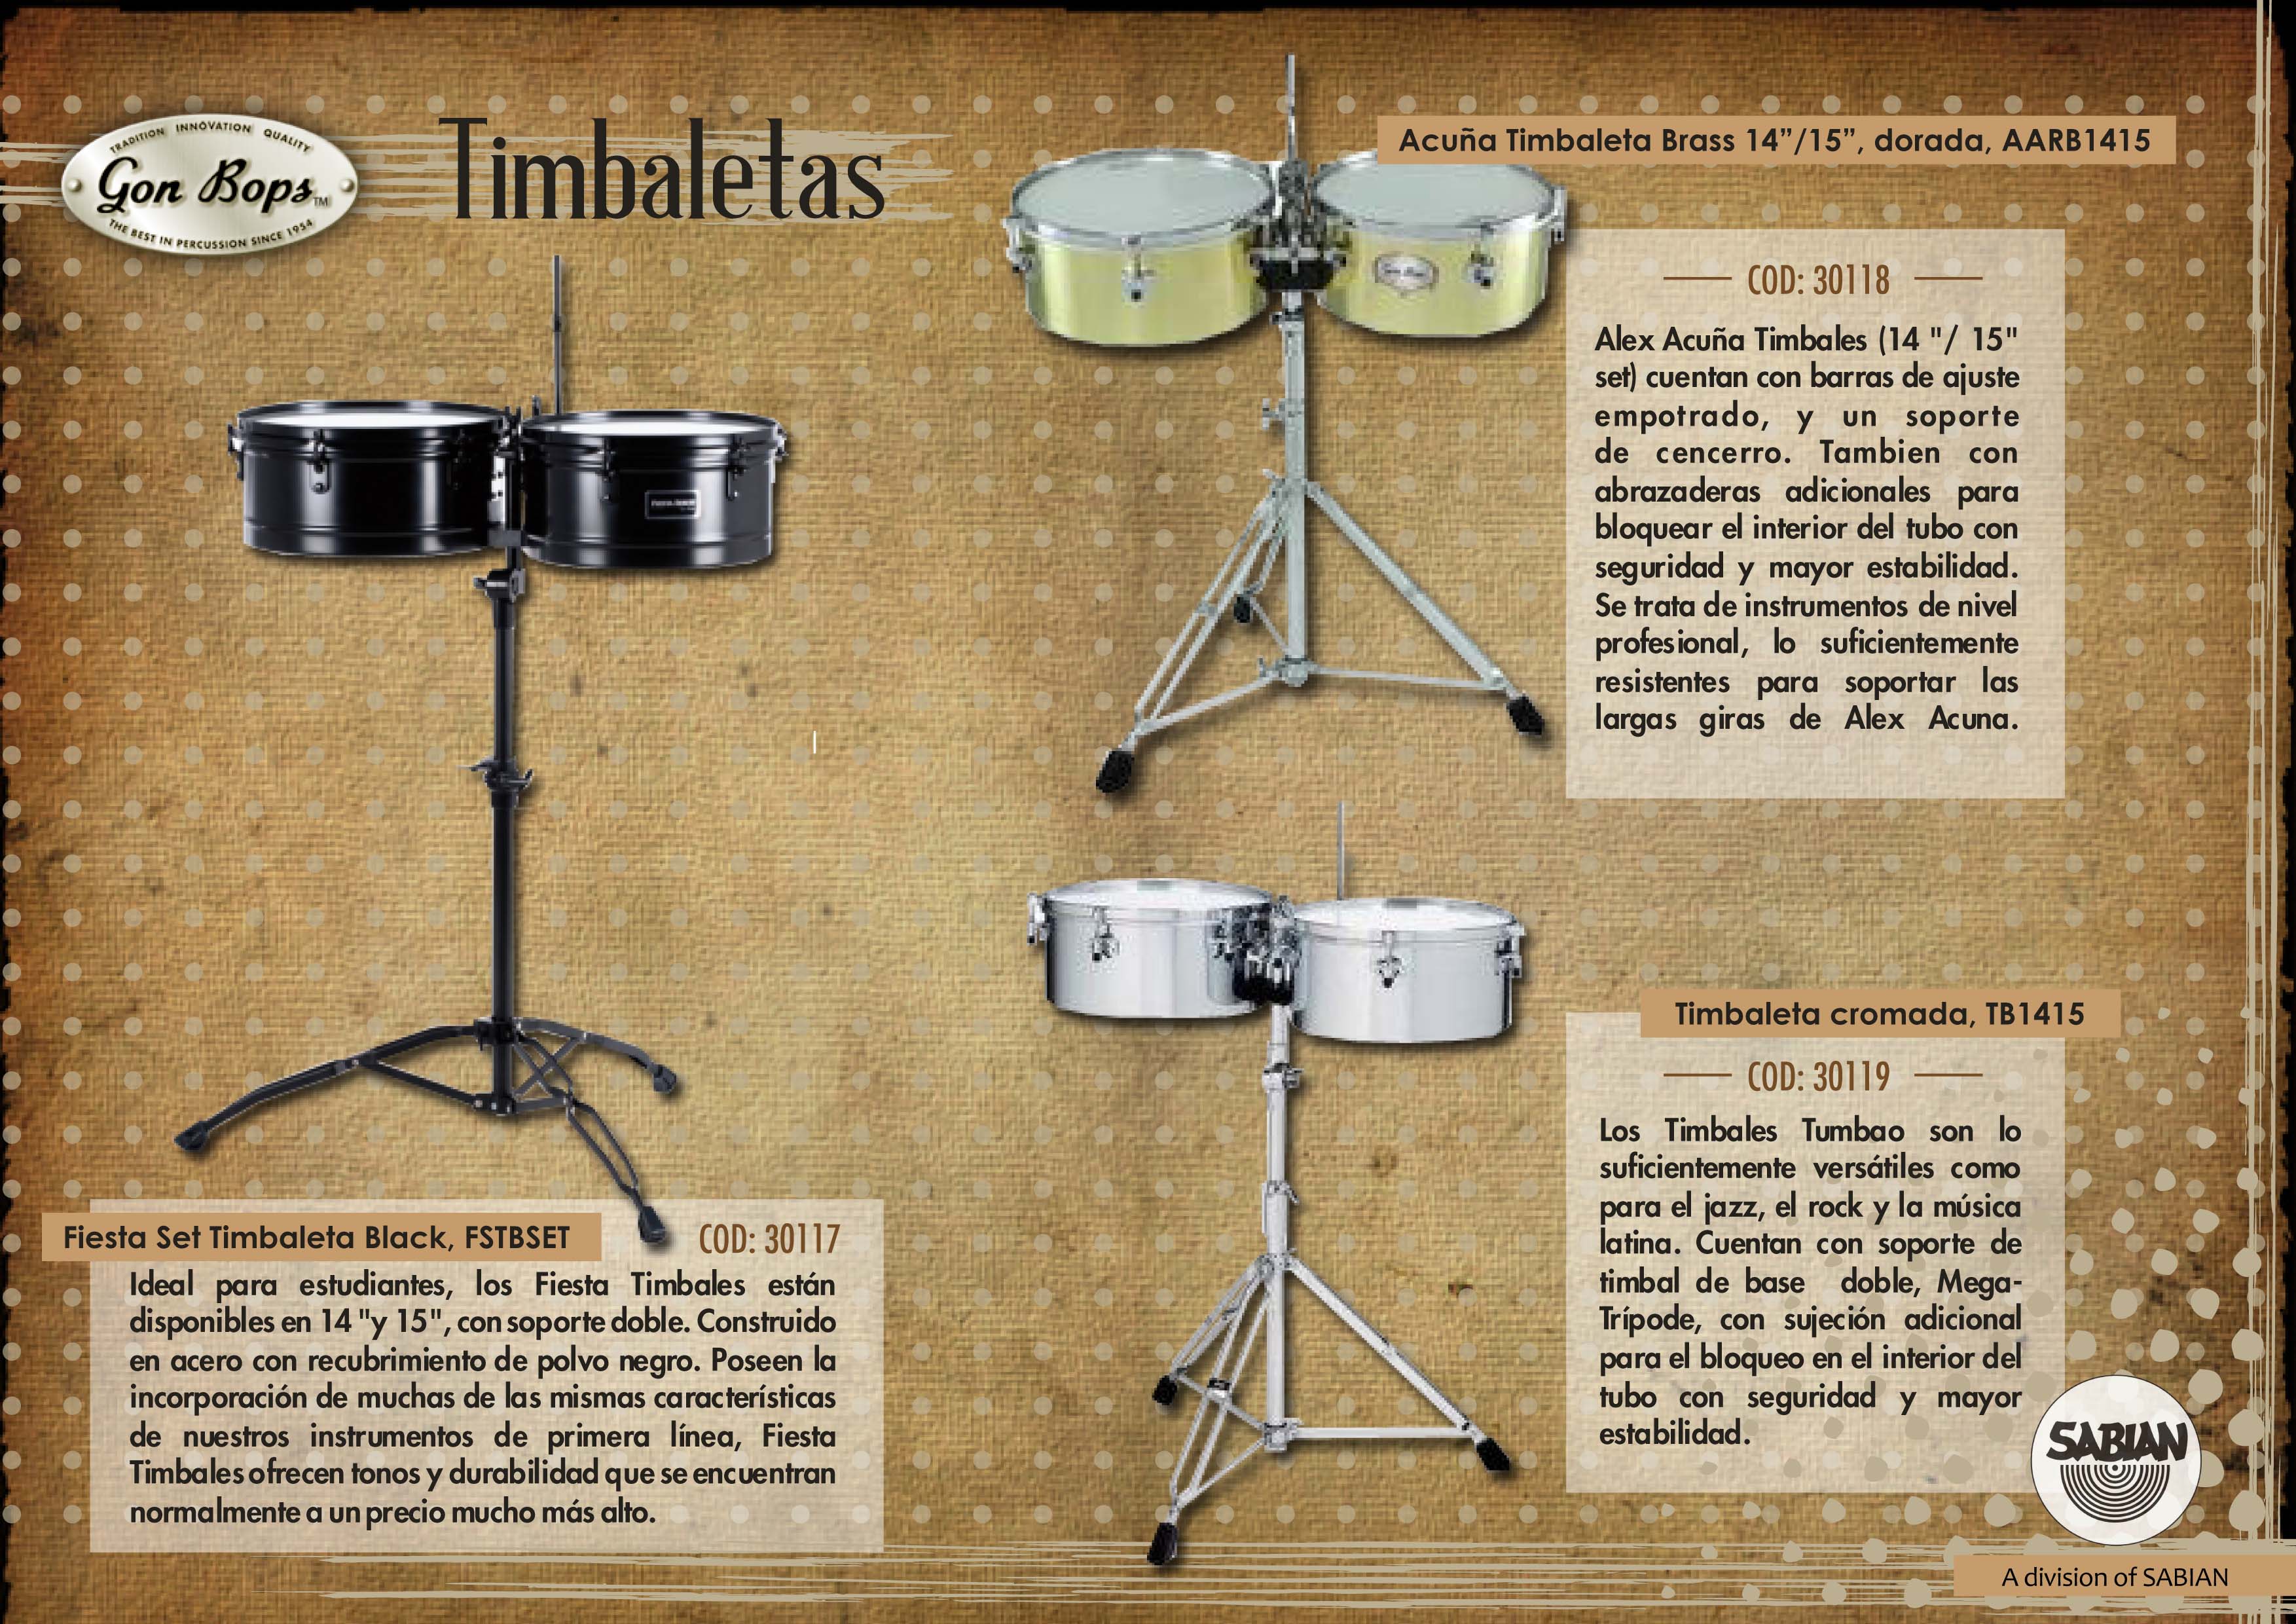 TRADITION INNOVATION QUALITY
Gon Bops™
THE BEST IN PERCUSSION SINCE 1954
Timbaletas
Acuña Timbaleta Brass 14”/15”, dorada, AARB1415
COD: 30118
Alex Acuña Timbales (14 "/ 15"
set) cuentan con barras de ajuste
empotrado, y un soporte
de cencerro. Tambien con
abrazaderas adicionales para
bloquear el interior del tubo con
seguridad y mayor estabilidad.
Se trata de instrumentos de nivel
profesional, lo suficientemente
resistentes para soportar las
largas giras de Alex Acuna.
Timbaleta cromada, TB1415
COD: 30119
Los Timbales Tumbao son lo
suficientemente versátiles como
para el jazz, el rock y la música
latina. Cuentan con soporte de
timbal de base doble, Mega-
Trípode, con sujeción adicional
para el bloqueo en el interior del
tubo con seguridad y mayor
estabilidad.
Fiesta Set Timbaleta Black, FSTBSET
COD: 30117
Ideal para estudiantes, los Fiesta Timbales están
disponibles en 14 "y 15", con soporte doble. Construido
en acero con recubrimiento de polvo negro. Poseen la
incorporación de muchas de las mismas características
de nuestros instrumentos de primera línea, Fiesta
Timbales ofrecen tonos y durabilidad que se encuentran
normalmente a un precio mucho más alto.
SABIAN
A division of SABIAN